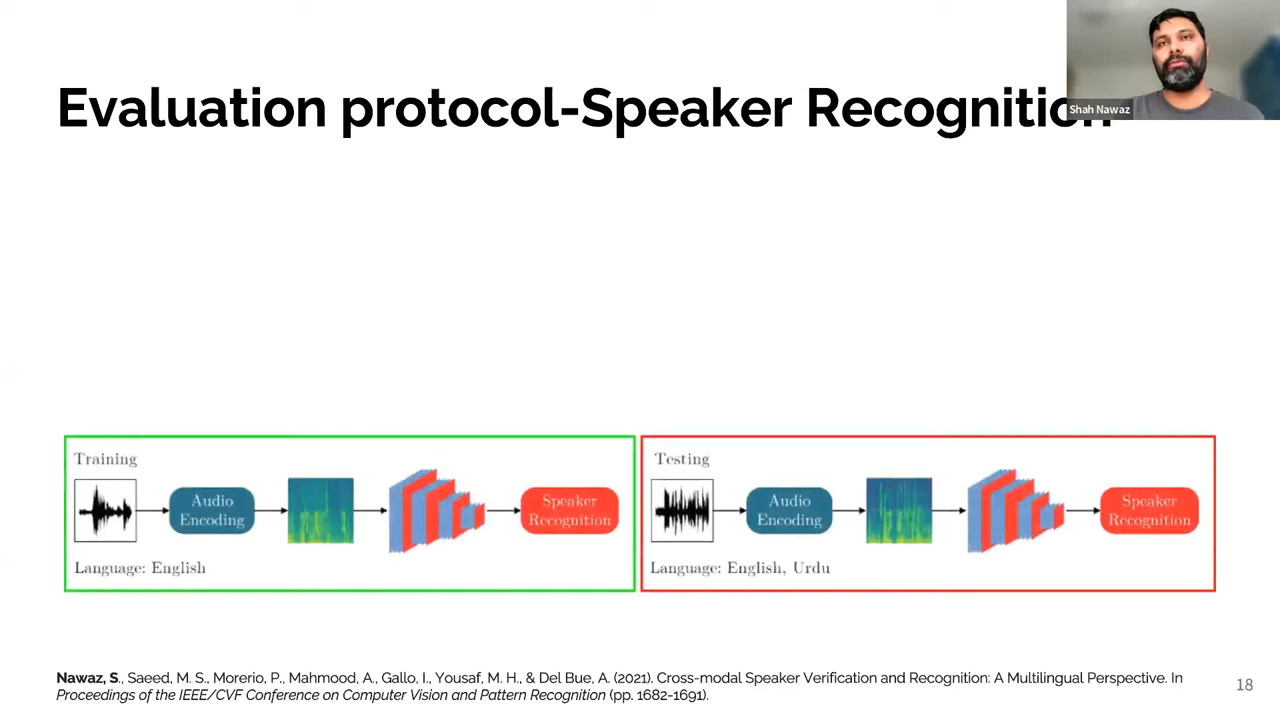 Evaluation protocol-Speaker Recognition
Shah Nawaz
Training
Audio
Encoding
Speaker
Recognition
Language: English
Testing
Audio
Encoding
Speaker
Recognition
Language: English, Urdu
Nawaz, S., Saeed, M. S., Morerio, P., Mahmood, A., Gallo, I., Yousaf, M. H., & Del Bue, A. (2021). Cross-modal Speaker Verification and Recognition: A Multilingual Perspective. In
Proceedings of the IEEE/CVF Conference on Computer Vision and Pattern Recognition (pp. 1682-1691).
18